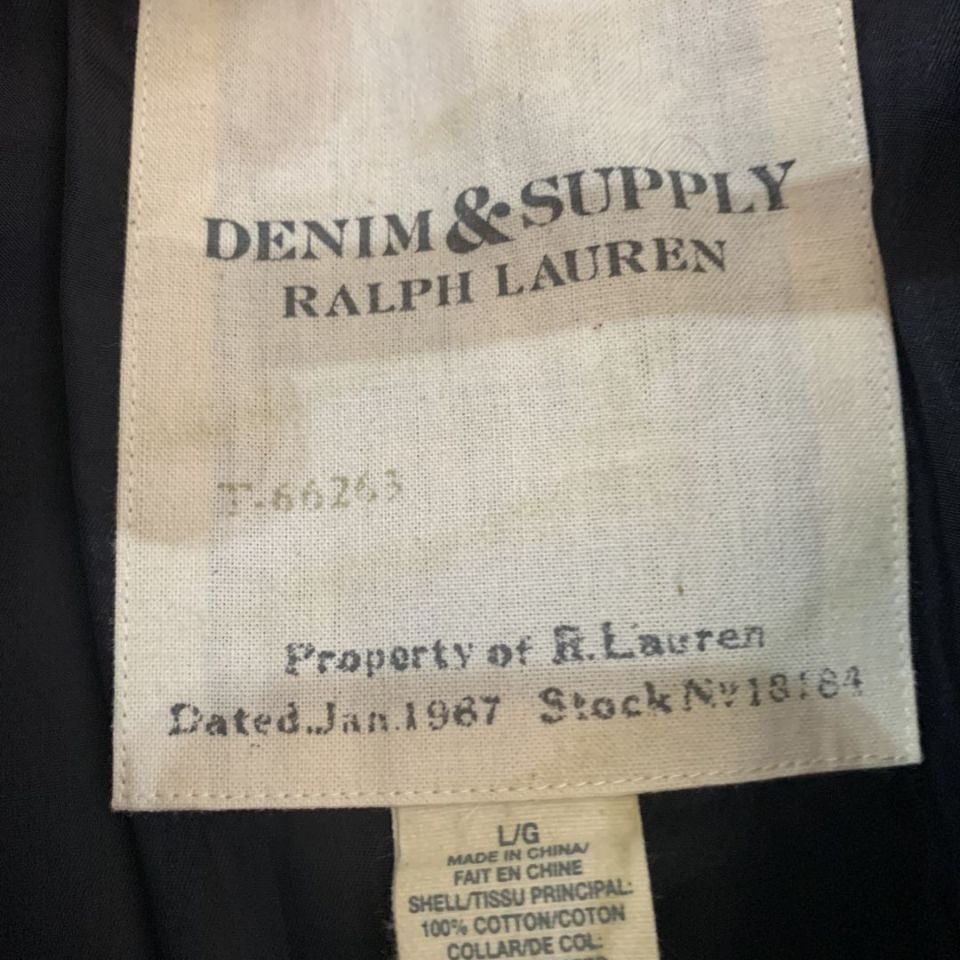 DENIM & SUPPLY
RALPH LAUREN
T-66263
Property of R.Lauren
Dated.Jan.1967 Stock No 18184
L/G
MADE IN CHINA/
FAIT EN CHINE
SHELL/TISSU PRINCIPAL:
100% COTTON/COTON
COLLAR/DE COL: